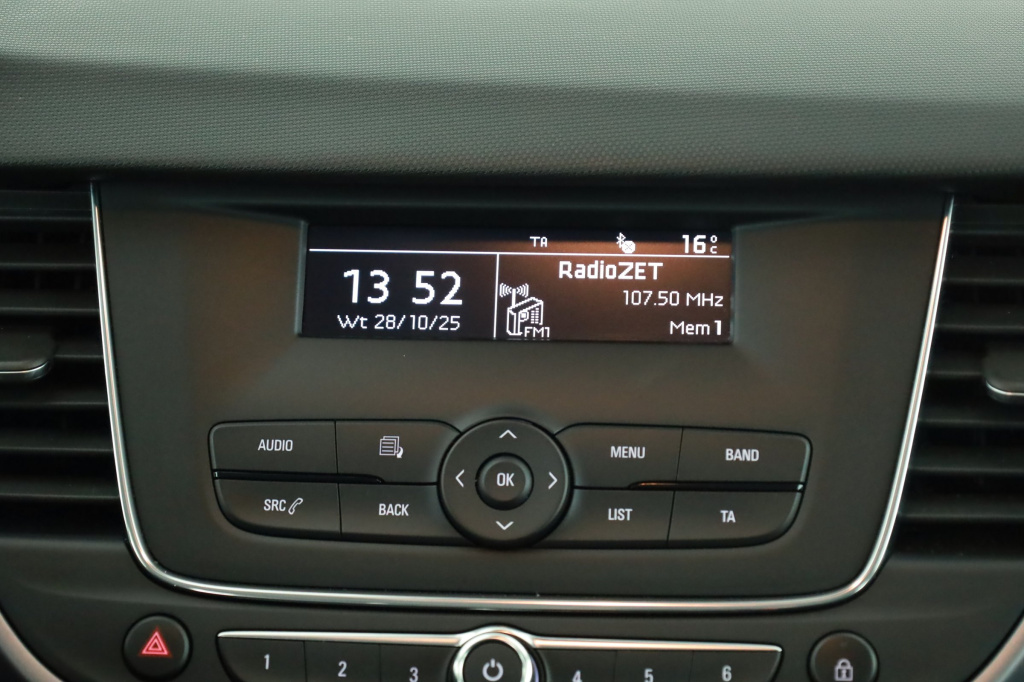 TA 16°C
13 52
Wt 28/10/25
RadioZET
107.50 MHz
FM1
Mem 1
AUDIO
MENU
BAND
OK
SRC
BACK
LIST
TA
1 2 3 4 5 6